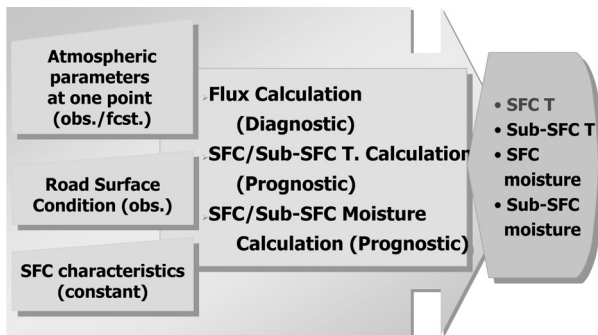 Atmospheric
parameters
at one point
(obs./fcst.)
Road Surface
Condition (obs.)
SFC characteristics
(constant)
Flux Calculation
(Diagnostic)
SFC/Sub-SFC T. Calculation
(Prognostic)
SFC/Sub-SFC Moisture
Calculation (Prognostic)
• SFC T
• Sub-SFC T
• SFC
moisture
• Sub-SFC
moisture